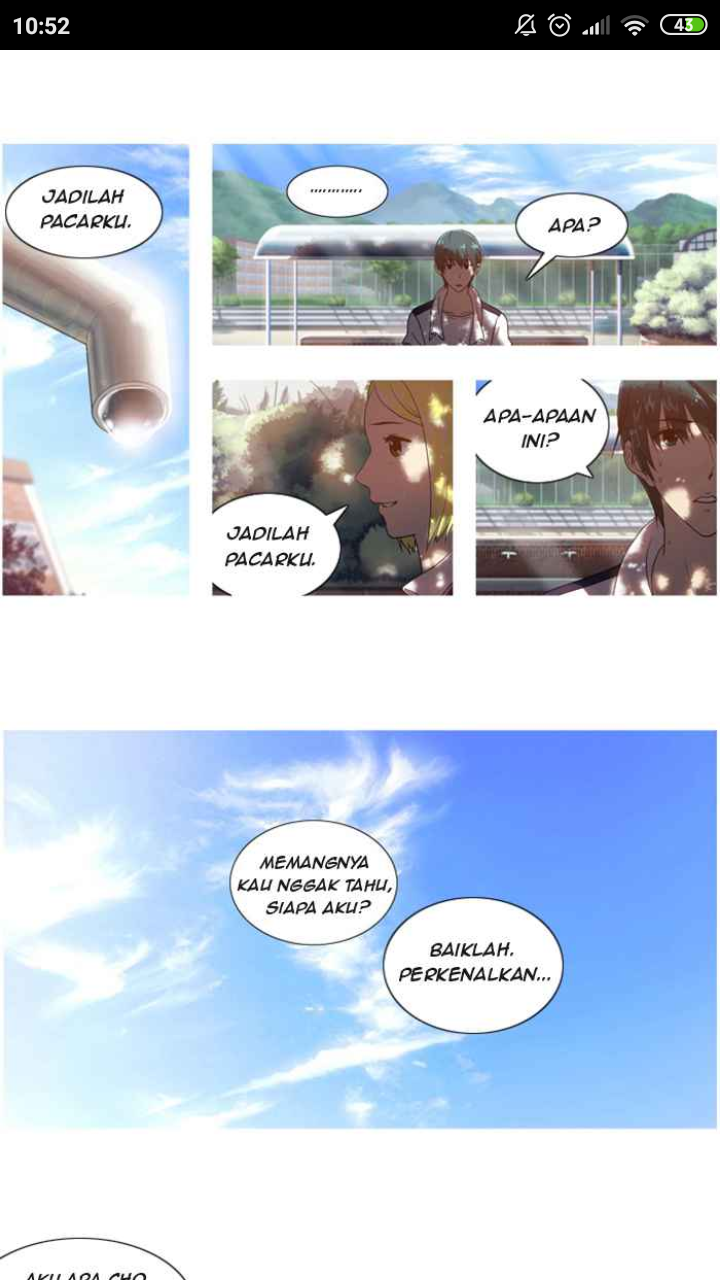 10:52
43
JADILAH
PACARKU.
............
APA?
JADILAH
PACARKU.
APA-APAAN
INI?
MEMANGNYA
KAU NGGAK TAHU,
SIAPA AKU?
BAIKLAH.
PERKENALKAN...